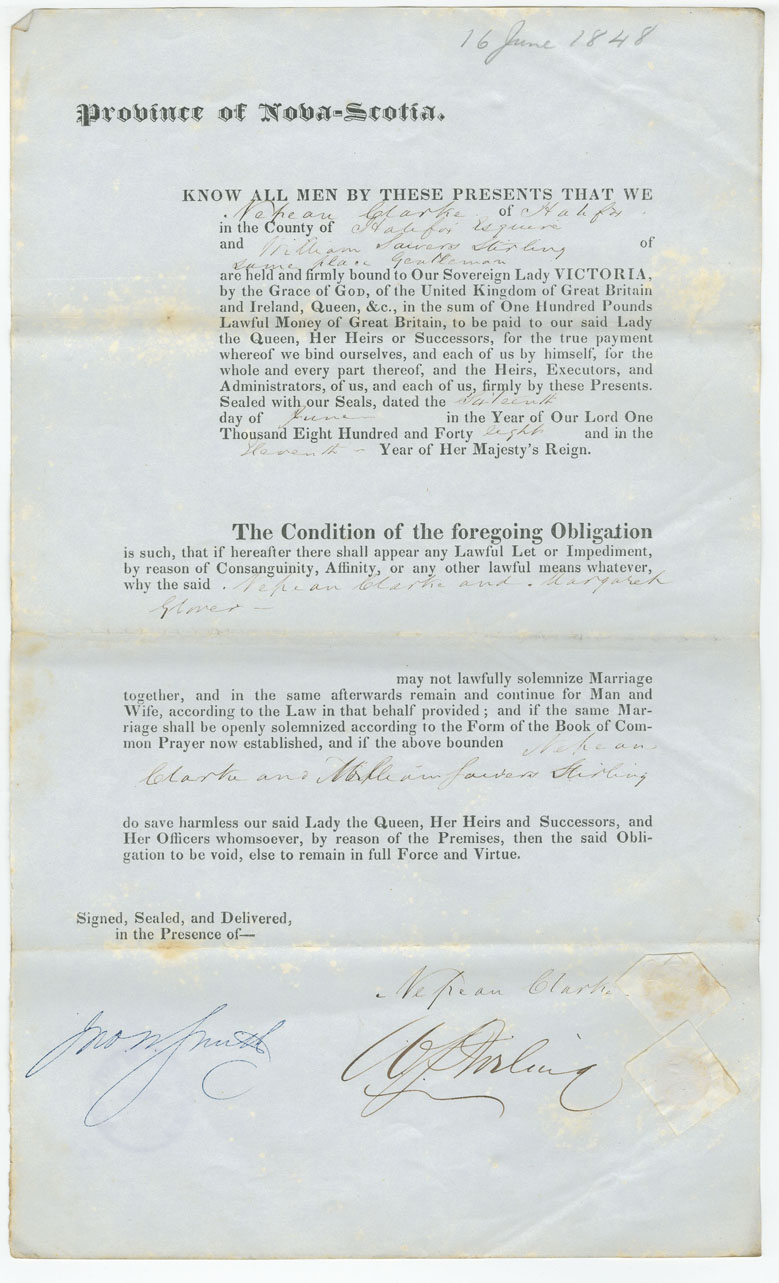 16 June 1848
Province of Nova-Scotia.
KNOW ALL MEN BY THESE PRESENTS THAT WE
Nepean Clarke of Halifax
in the County of Halifax esquire
and William Sawers Stirling of
same place Gentleman
are held and firmly bound to Our Sovereign Lady VICTORIA,
by the Grace of GOD, of the United Kingdom of Great Britain
and Ireland, Queen, &c., in the sum of One Hundred Pounds
Lawful Money of Great Britain, to be paid to our said Lady
the Queen, Her Heirs or Successors, for the true payment
whereof we bind ourselves, and each of us by himself, for the
whole and every part thereof, and the Heirs, Executors, and
Administrators, of us, and each of us, firmly by these Presents.
Sealed with our Seals, dated the Sixteenth
day of June in the Year of Our Lord One
Thousand Eight Hundred and Forty eight and in the
Eleventh – Year of Her Majesty's Reign.
The Condition of the foregoing Obligation
is such, that if hereafter there shall appear any Lawful Let or Impediment,
by reason of Consanguinity, Affinity, or any other lawful means whatever,
why the said Nepean Clarke and Margaret
Glover –
may not lawfully solemnize Marriage
together, and in the same afterwards remain and continue for Man and
Wife, according to the Law in that behalf provided; and if the same Mar-
riage shall be openly solemnized according to the Form of the Book of Com-
mon Prayer now established, and if the above bounden Nepean
Clarke and William Sawers Stirling
do save harmless our said Lady the Queen, Her Heirs and Successors, and
Her Officers whomsoever, by reason of the Premises, then the said Obli-
gation to be void, else to remain in full Force and Virtue.
Signed, Sealed, and Delivered,
in the Presence of—
Nepean Clarke
Jno W. Smith
W S Stirling